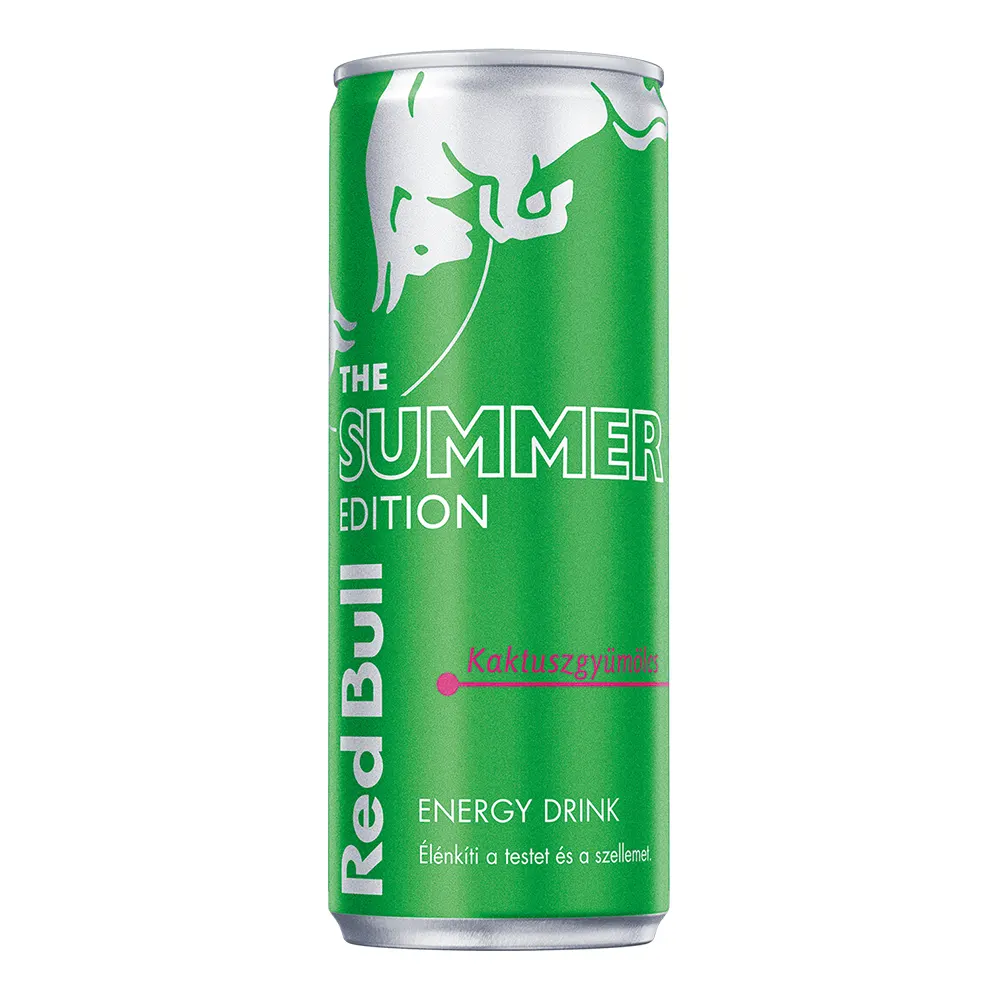 THE
SUMMER
EDITION
Red Bull
Kaktuszgyümölcs
ENERGY DRINK
Élénkíti a testet és a szellemet.